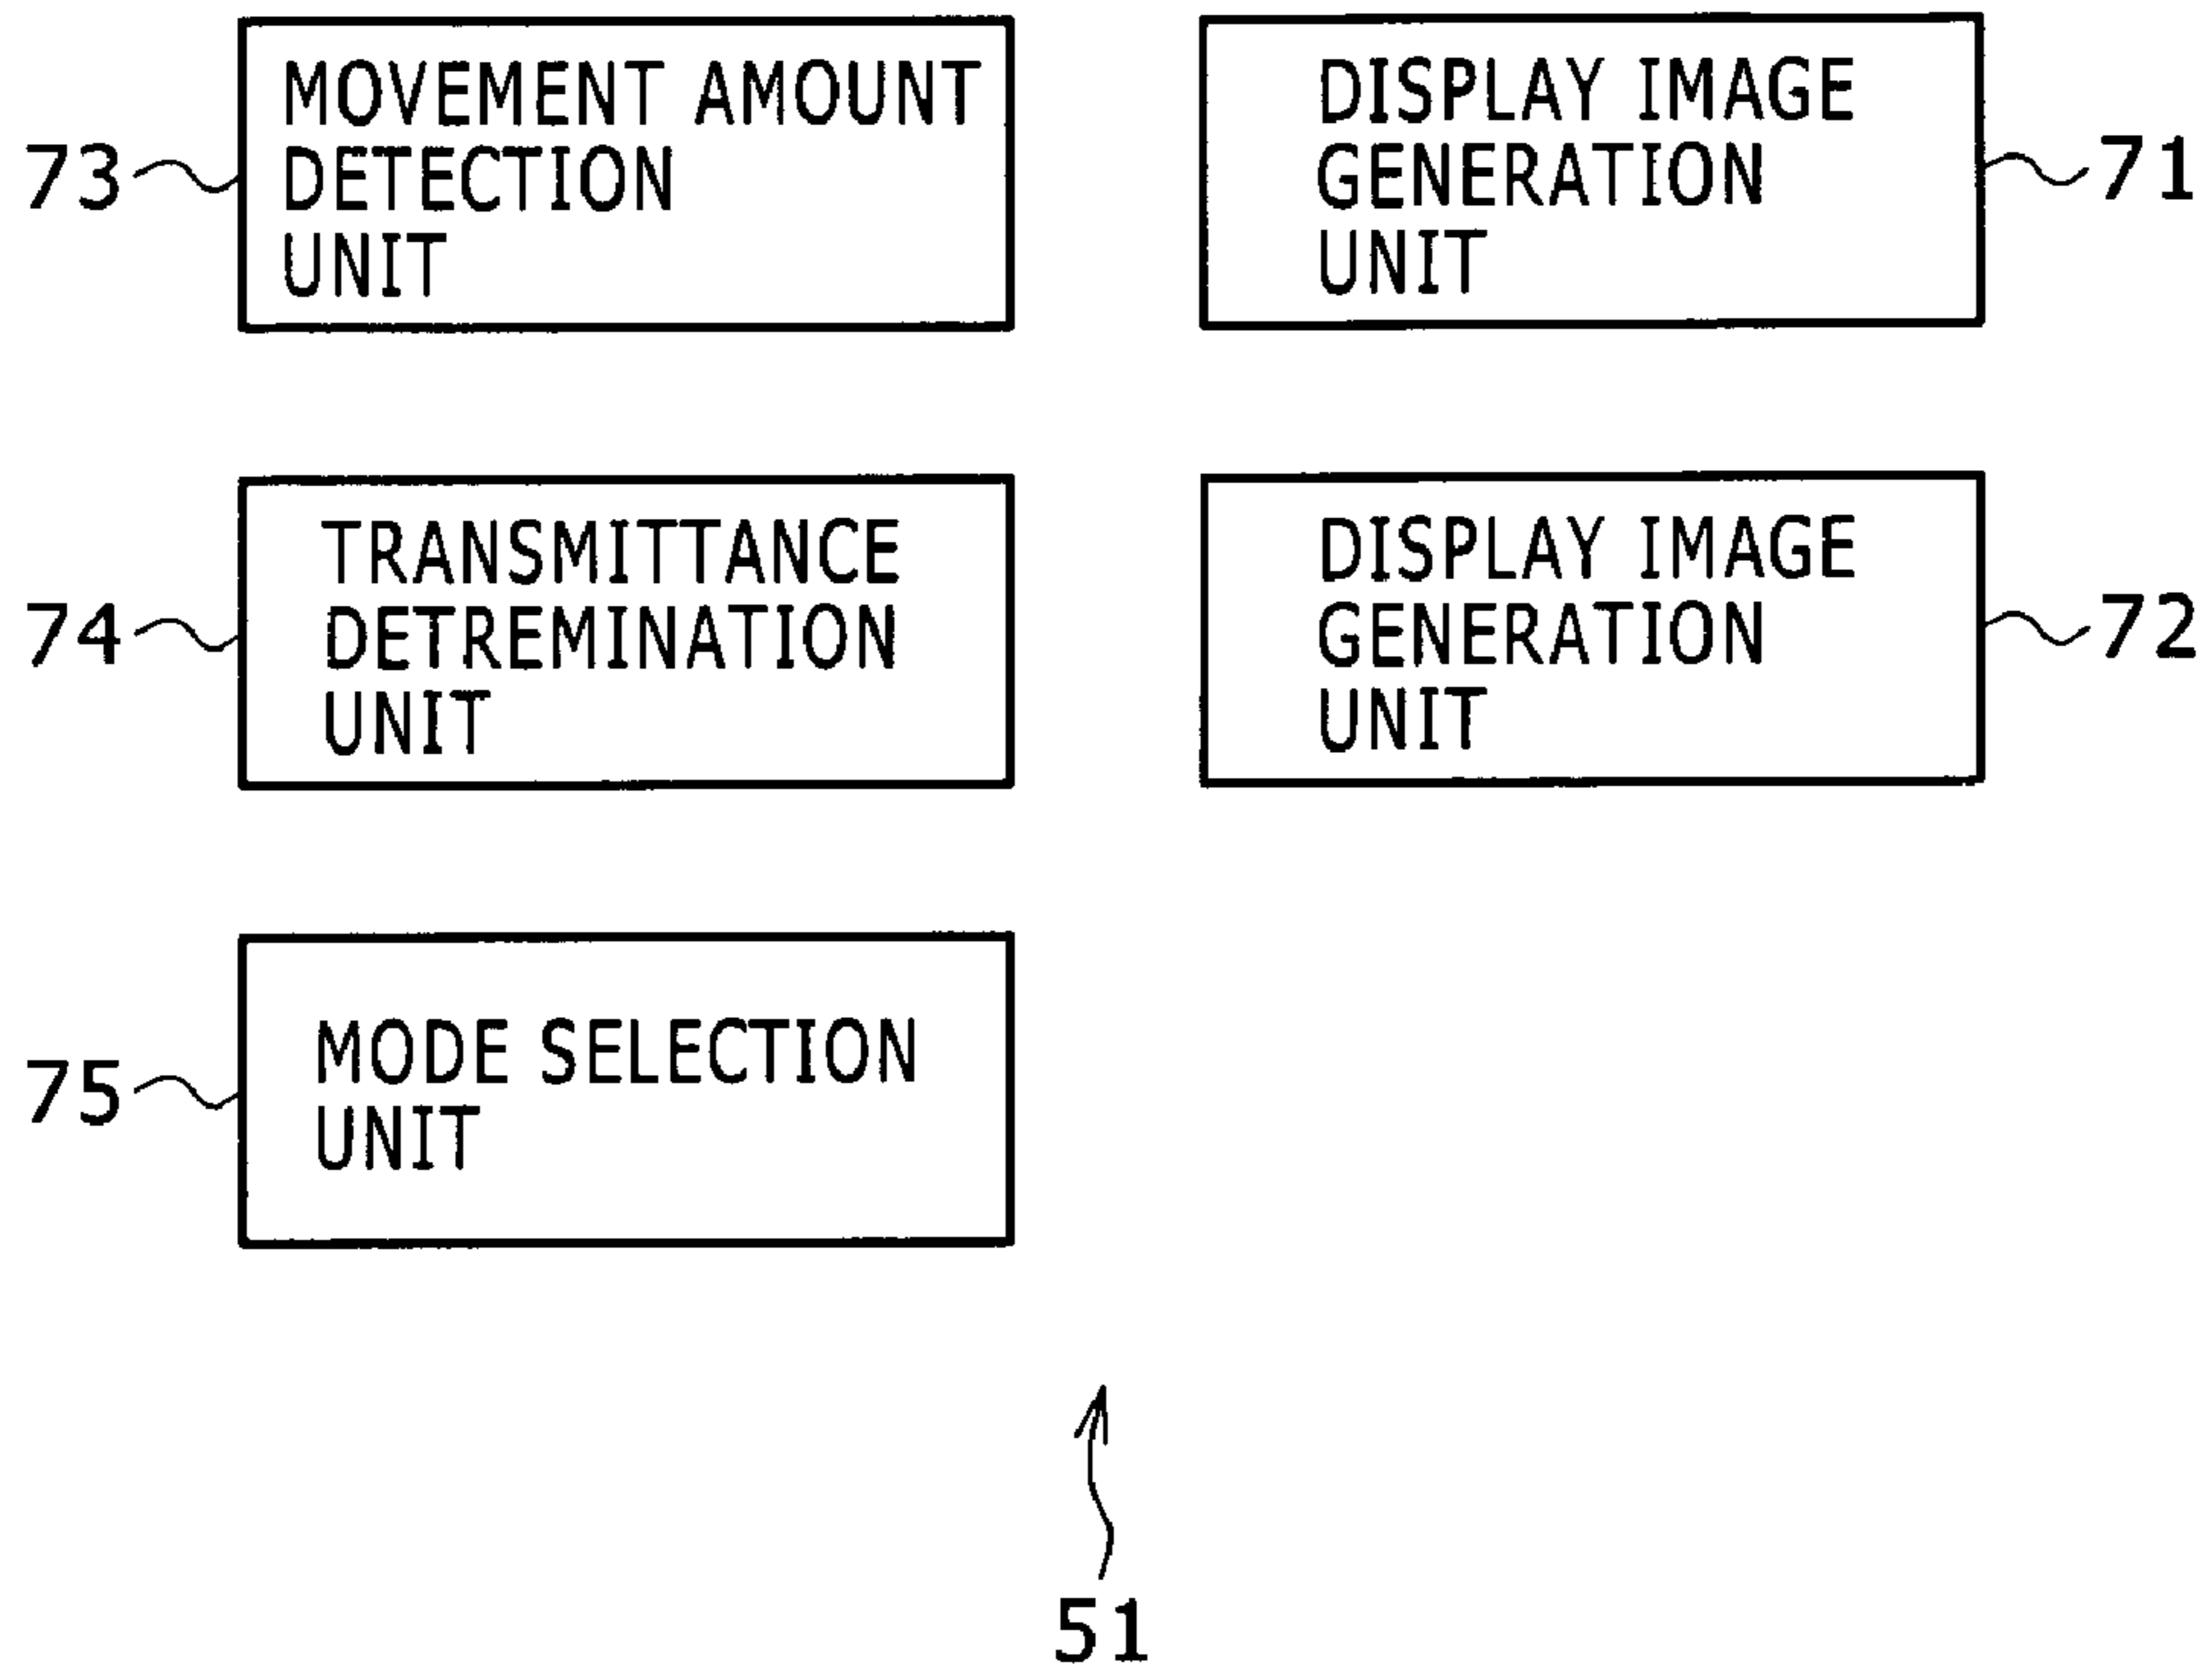 MOVEMENT AMOUNT
DETECTION
UNIT
73
DISPLAY IMAGE
GENERATION
UNIT
71
TRANSMITTANCE
DETREMINATION
UNIT
74
DISPLAY IMAGE
GENERATION
UNIT
72
MODE SELECTION
UNIT
75
51